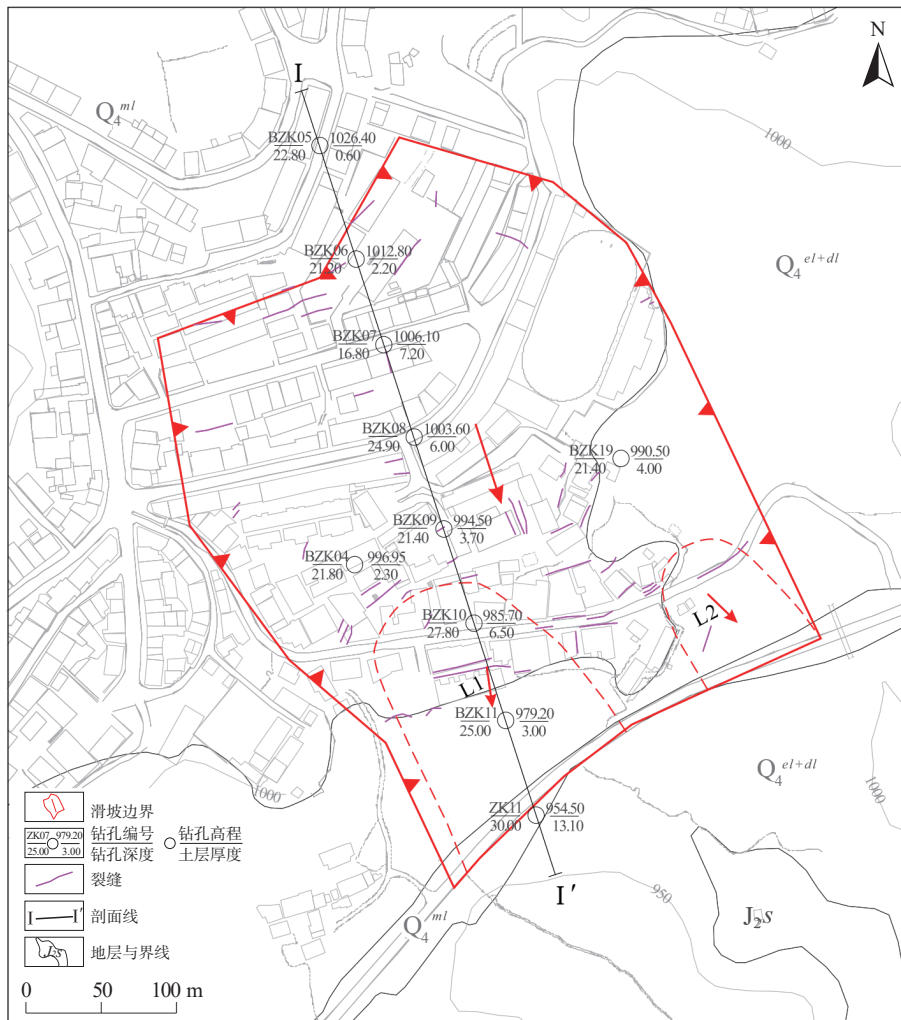 N
I
Q₄ᵐˡ
1000
BZK05 1026.40
22.80 0.60
BZK06 1012.80
21.20 2.20
Q₄ᵉˡ⁺ᵈˡ
BZK07 1006.10
16.80 7.20
BZK08 1003.60
24.90 6.00
BZK19 990.50
21.40 4.00
BZK09 994.50
21.40 3.70
BZK04 996.95
21.80 2.30
BZK10 985.70
27.80 6.50
L2
L1
BZK11 979.20
25.00 3.00
Q₄ᵉˡ⁺ᵈˡ
1000
1000
ZK11 954.50
30.00 13.10
I′
950
Q₄ᵐˡ
J₂s
滑坡边界
ZK07 979.20 钻孔编号 钻孔高程
25.00 3.00 钻孔深度 土层厚度
裂缝
I I′ 剖面线
J₂s 地层与界线
0 50 100 m